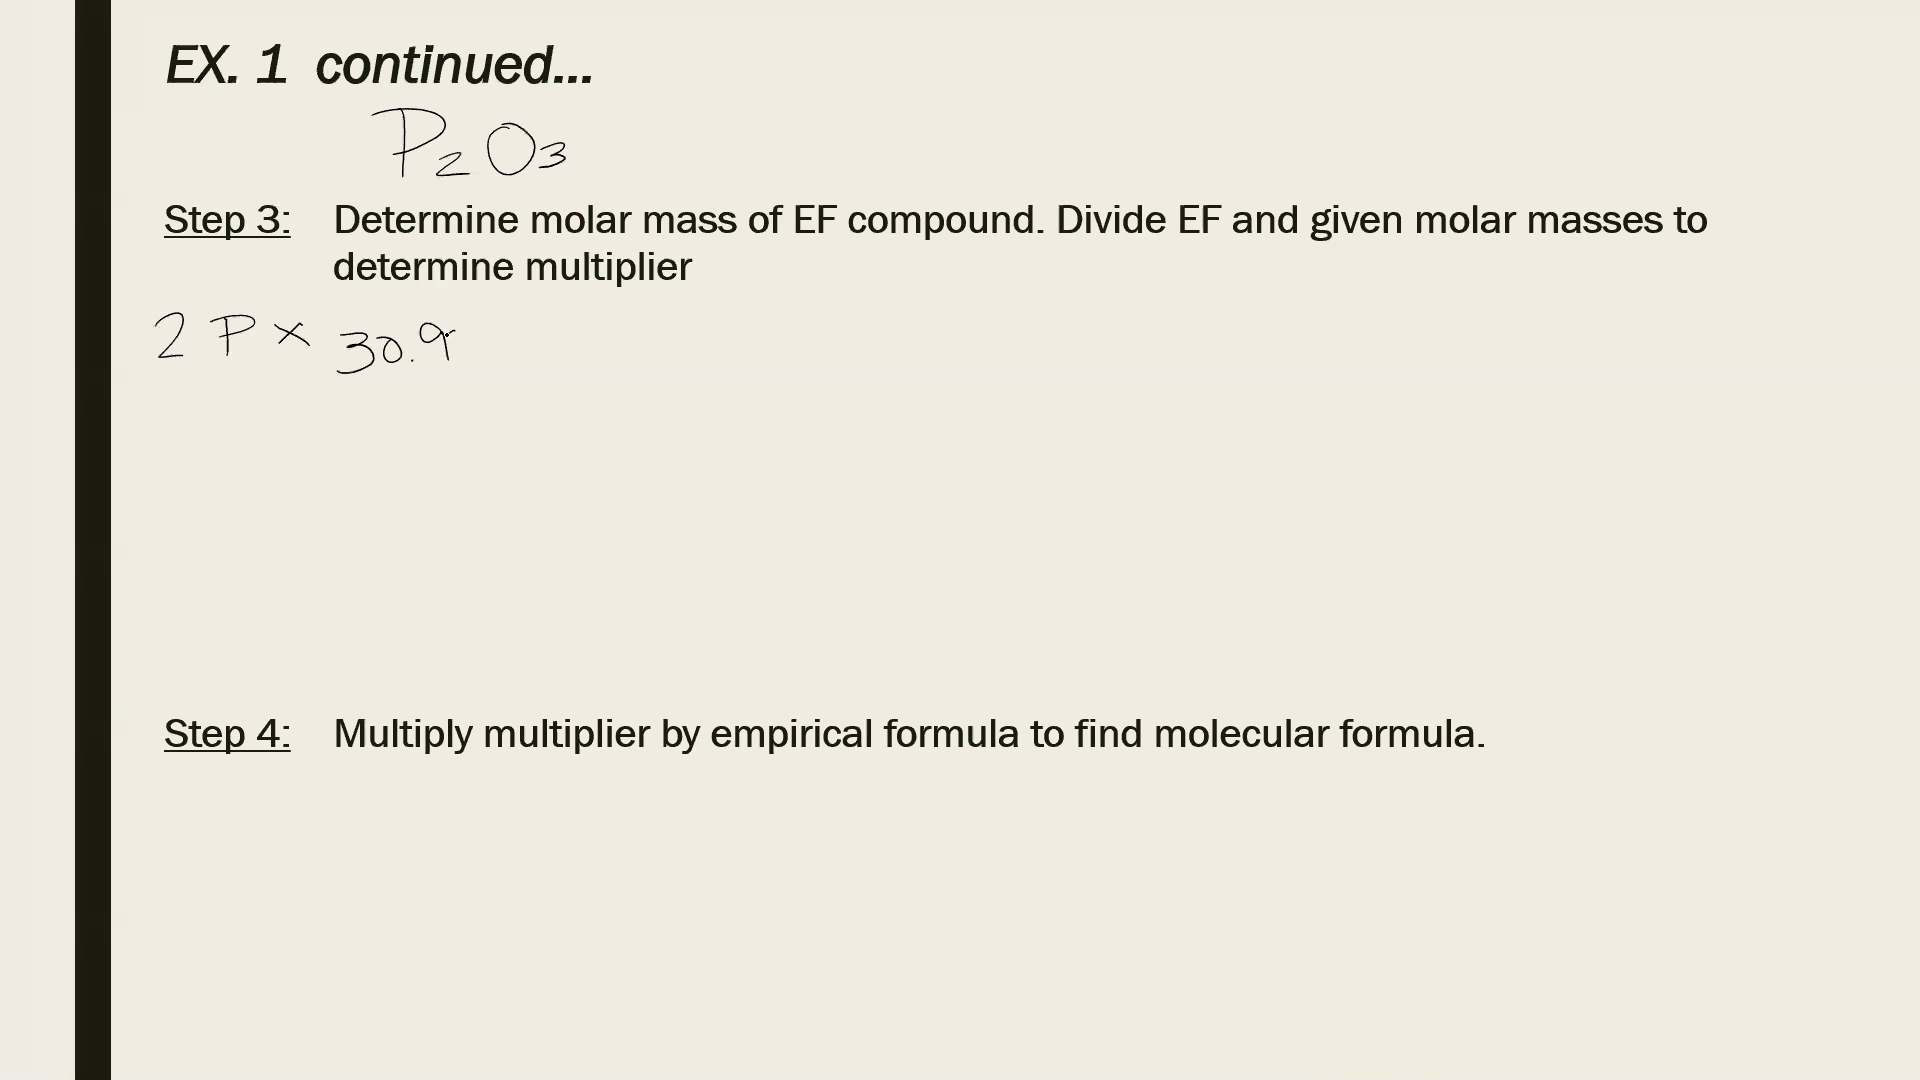 EX. 1 continued...
P₂O₃
Step 3: Determine molar mass of EF compound. Divide EF and given molar masses to
determine multiplier
2 P × 30.9
Step 4: Multiply multiplier by empirical formula to find molecular formula.